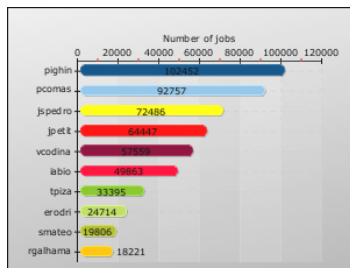 Number of jobs
0 20000 40000 60000 80000 100000 120000
pighin 102452
pcomas 92757
jspedro 72486
jpetit 64447
vcodina 57559
iabio 49863
tpiza 33395
erodri 24714
smateo 19806
rgalhama 18221